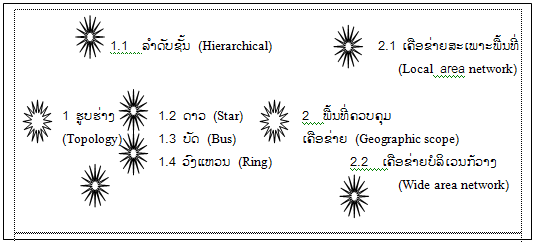 1.1 ລຳດັບຊັ້ນ (Hierarchical)
2.1 ເຄືອຂ່າຍສະເພາະພື້ນທີ່
(Local area network)
1 ຮູບຮ່າງ
(Topology)
1.2 ດາວ (Star)
1.3 ບັດ (Bus)
1.4 ວົງແຫວນ (Ring)
2 ພື້ນທີ່ຄວບຄຸມ
ເຄືອຂ່າຍ (Geographic scope)
2.2 ເຄືອຂ່າຍບໍລິເວນກ້ວາງ
(Wide area network)